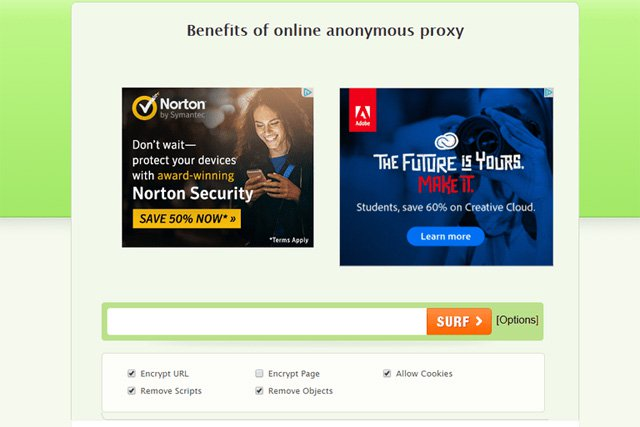 Benefits of online anonymous proxy
Norton
by Symantec
Don't wait—
protect your devices
with award-winning
Norton Security
SAVE 50% NOW* »
*Terms Apply
Adobe
THE FUTURE IS YOURS.
MAKE IT.
Students, save 60% on Creative Cloud.
Learn more
SURF
[Options]
Encrypt URL
Encrypt Page
Allow Cookies
Remove Scripts
Remove Objects